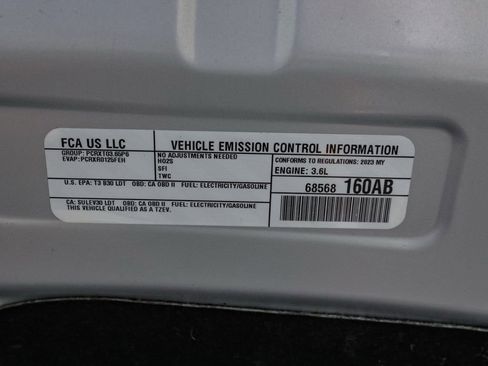 FCA US LLC
GROUP: PCRXT03.65P6
EVAP: PCRXR0125FEH
VEHICLE EMISSION CONTROL INFORMATION
NO ADJUSTMENTS NEEDED
HO2S
SFI
TWC
CONFORMS TO REGULATIONS: 2023 MY
ENGINE: 3.6L
U.S. EPA: T3 B30 LDT OBD: CA OBD II FUEL: ELECTRICITY/GASOLINE
68568 160AB
CA: SULEV30 LDT OBD: CA OBD II FUEL: ELECTRICITY/GASOLINE
THIS VEHICLE QUALIFIED AS A TZEV.